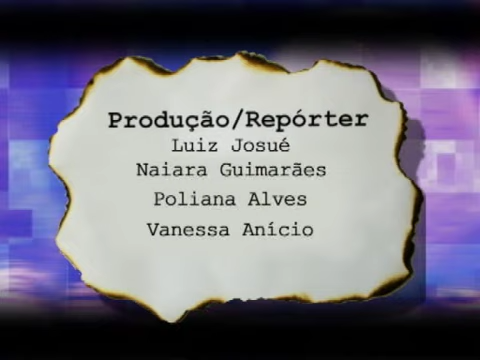 Produção/Repórter
Luiz Josué
Naiara Guimarães
Poliana Alves
Vanessa Anício